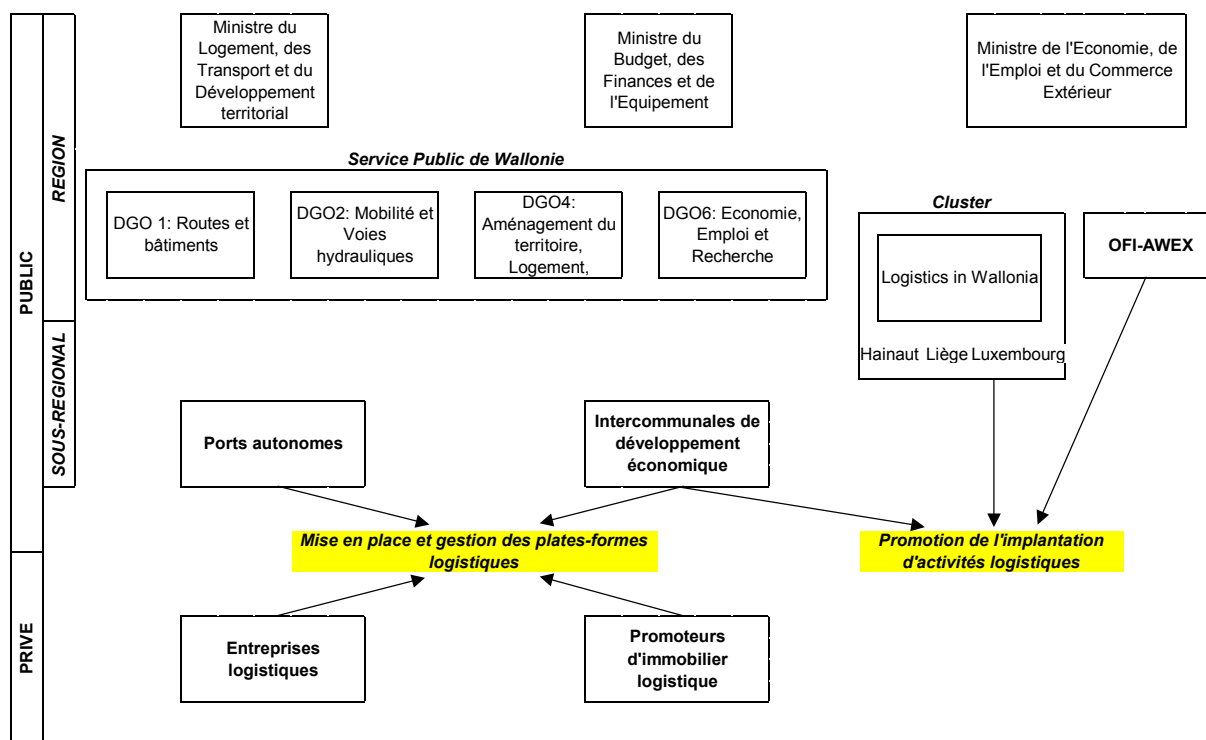 Ministre du
Logement, des
Transport et du
Développement
territorial
Ministre du
Budget, des
Finances et de
l'Equipement
Ministre de l'Economie, de
l'Emploi et du Commerce
Extérieur
PUBLIC
REGION
Service Public de Wallonie
DGO 1: Routes et
bâtiments
DGO2: Mobilité et
Voies
hydrauliques
DGO4:
Aménagement du
territoire,
Logement,
DGO6: Economie,
Emploi et
Recherche
Cluster
Logistics in Wallonia
Hainaut Liège Luxembourg
OFI-AWEX
SOUS-REGIONAL
Ports autonomes
Intercommunales de
développement
économique
Mise en place et gestion des plates-formes
logistiques
Promotion de l'implantation
d'activités logistiques
PRIVE
Entreprises
logistiques
Promoteurs
d'immobilier
logistique